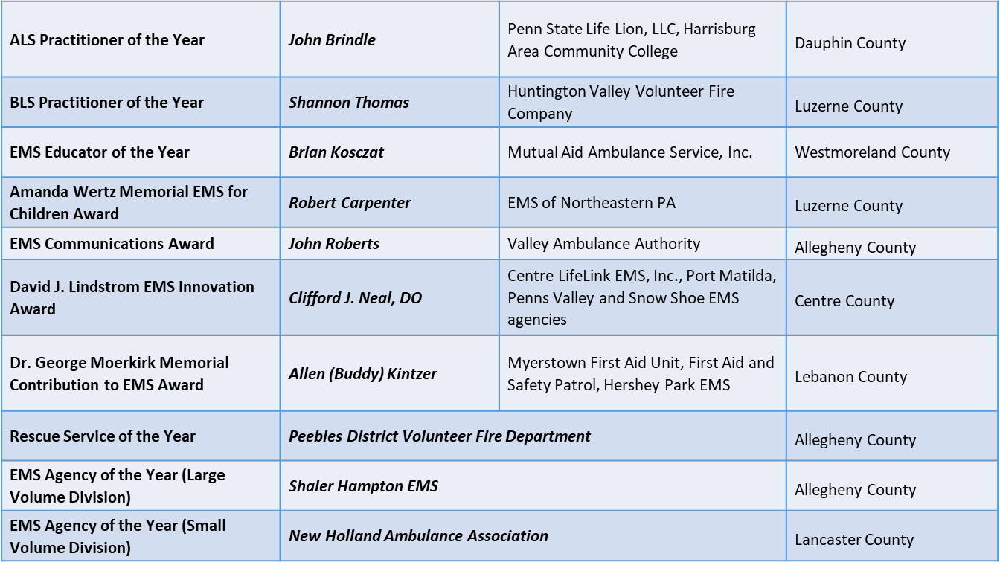 ALS Practitioner of the Year
John Brindle
Penn State Life Lion, LLC, Harrisburg
Area Community College
Dauphin County
BLS Practitioner of the Year
Shannon Thomas
Huntington Valley Volunteer Fire
Company
Luzerne County
EMS Educator of the Year
Brian Kosczat
Mutual Aid Ambulance Service, Inc.
Westmoreland County
Amanda Wertz Memorial EMS for
Children Award
Robert Carpenter
EMS of Northeastern PA
Luzerne County
EMS Communications Award
John Roberts
Valley Ambulance Authority
Allegheny County
David J. Lindstrom EMS Innovation
Award
Clifford J. Neal, DO
Centre LifeLink EMS, Inc., Port Matilda,
Penns Valley and Snow Shoe EMS
agencies
Centre County
Dr. George Moerkirk Memorial
Contribution to EMS Award
Allen (Buddy) Kintzer
Myerstown First Aid Unit, First Aid and
Safety Patrol, Hershey Park EMS
Lebanon County
Rescue Service of the Year
Peebles District Volunteer Fire Department
Allegheny County
EMS Agency of the Year (Large
Volume Division)
Shaler Hampton EMS
Allegheny County
EMS Agency of the Year (Small
Volume Division)
New Holland Ambulance Association
Lancaster County